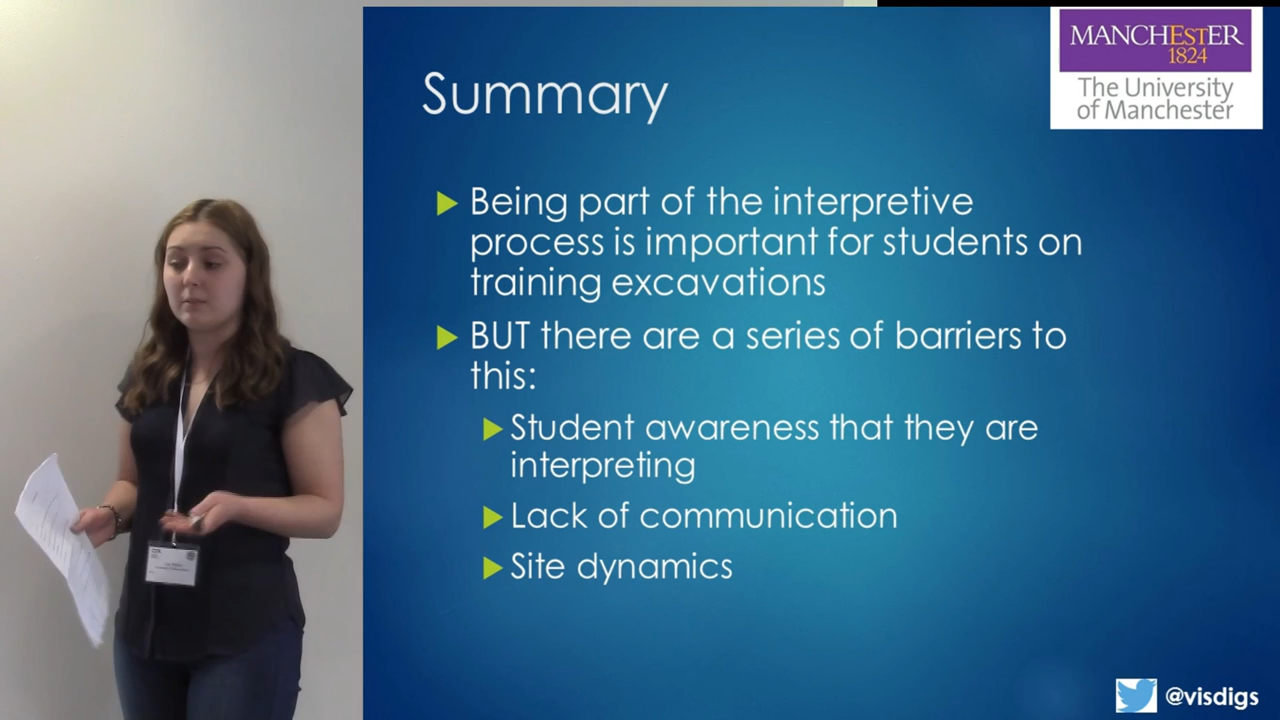 MANCHESTER
1824
The University
of Manchester
Summary
Being part of the interpretive
process is important for students on
training excavations
BUT there are a series of barriers to
this:
Student awareness that they are
interpreting
Lack of communication
Site dynamics
@visdigs